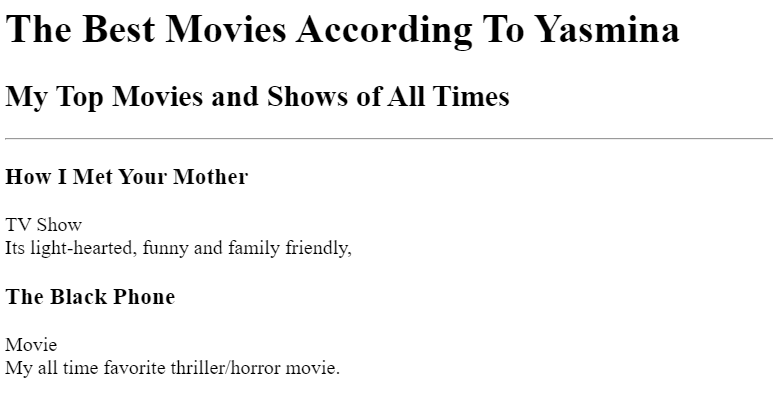 The Best Movies According To Yasmina
My Top Movies and Shows of All Times
How I Met Your Mother
TV Show
Its light-hearted, funny and family friendly,
The Black Phone
Movie
My all time favorite thriller/horror movie.